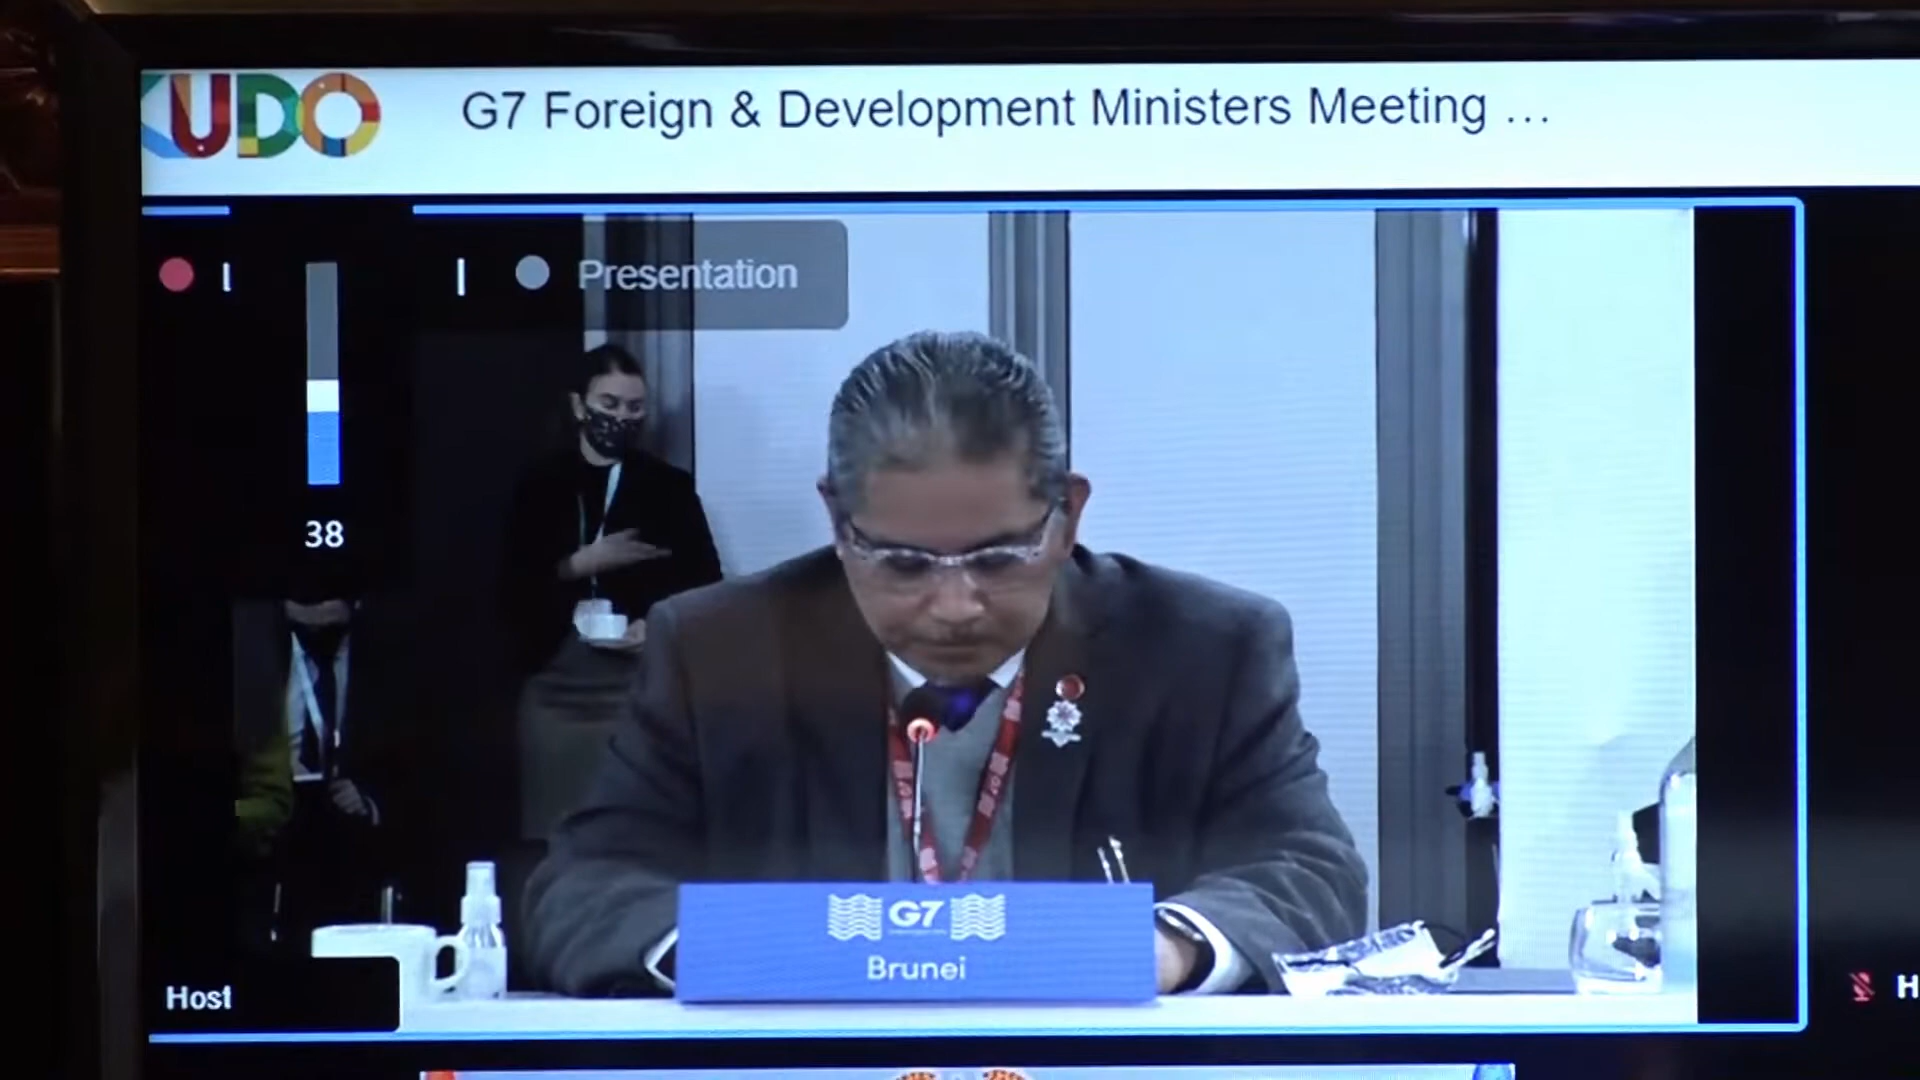 KUDO
G7 Foreign & Development Ministers Meeting ...
Presentation
38
G7
Brunei
Host
H